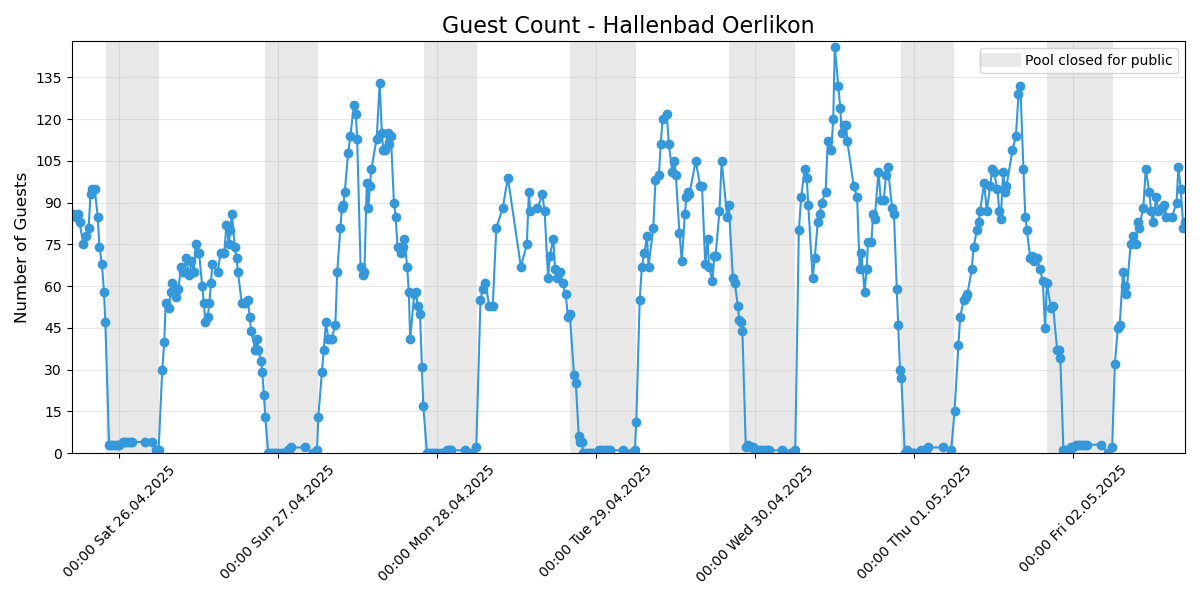 Guest Count - Hallenbad Oerlikon
Pool closed for public
Number of Guests
135
120
105
90
75
60
45
30
15
0
00:00 Sat 26.04.2025
00:00 Sun 27.04.2025
00:00 Mon 28.04.2025
00:00 Tue 29.04.2025
00:00 Wed 30.04.2025
00:00 Thu 01.05.2025
00:00 Fri 02.05.2025